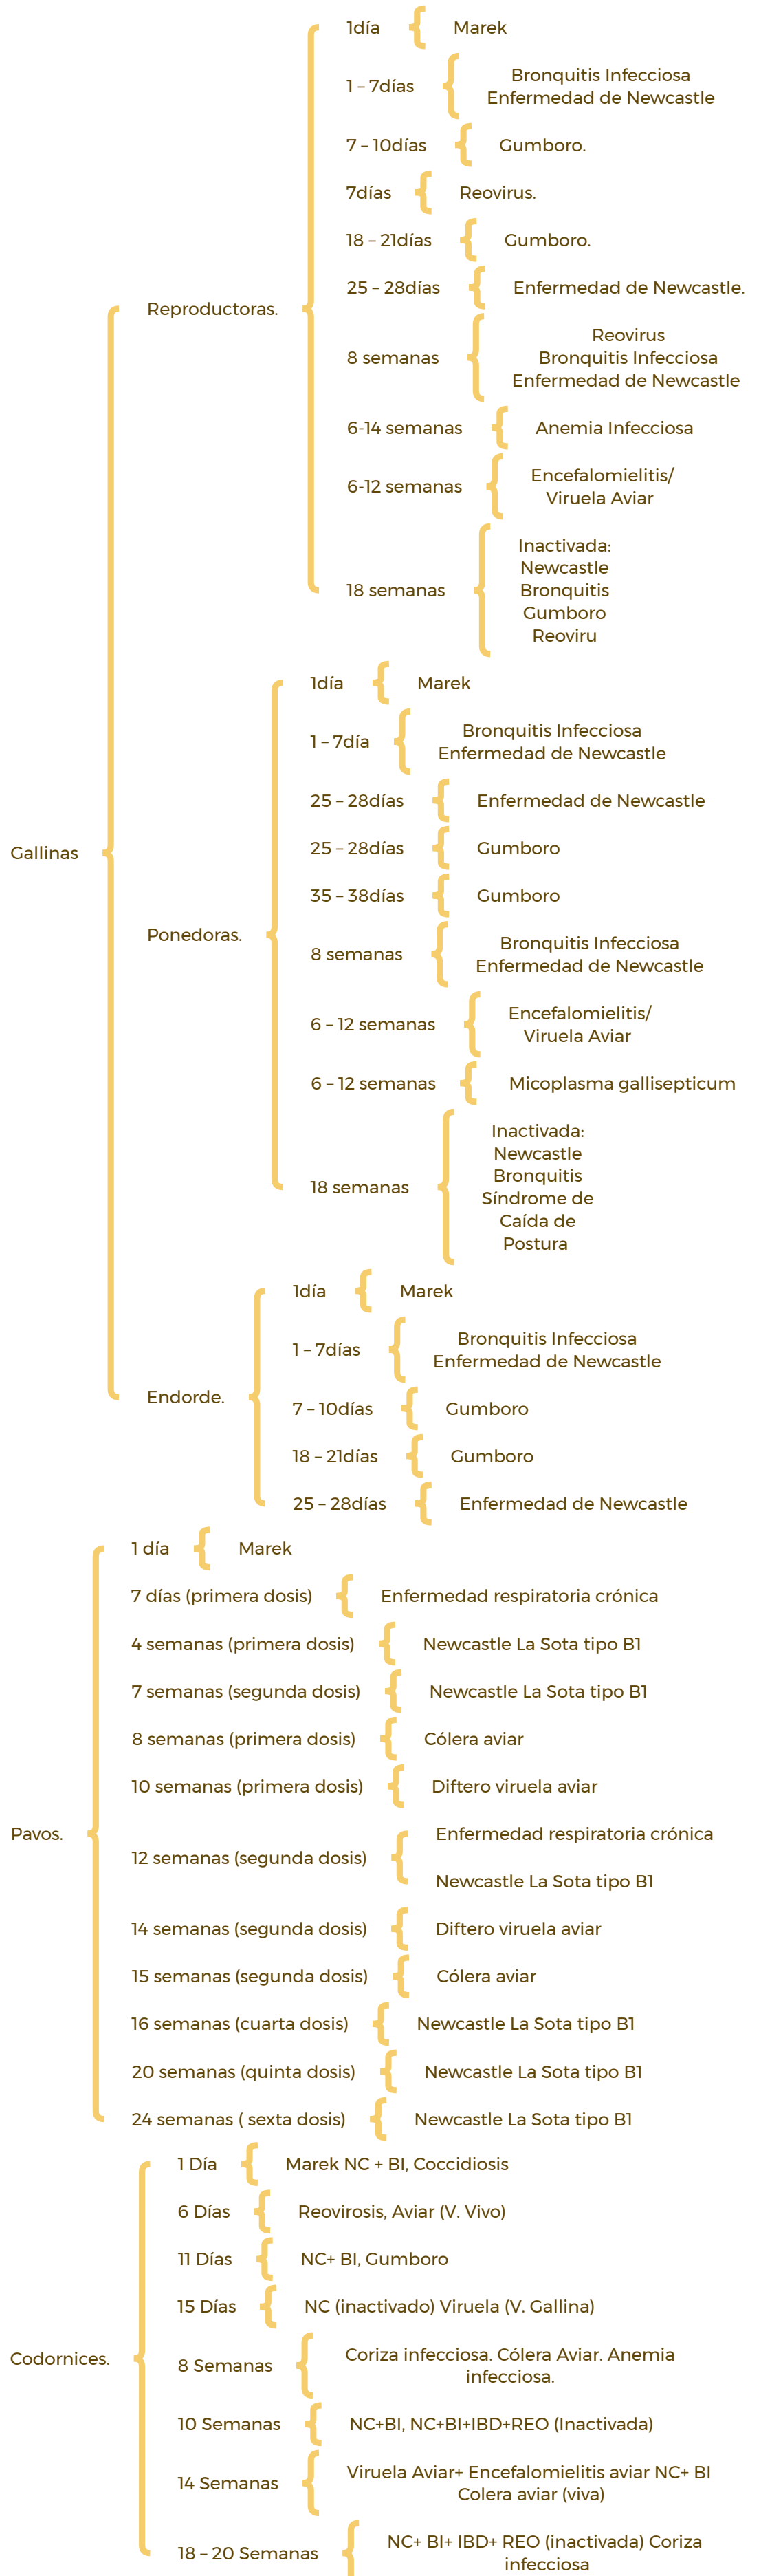 Gallinas
Reproductoras.
1día
Marek
1 – 7días
Bronquitis Infecciosa
Enfermedad de Newcastle
7 – 10días
Gumboro.
7días
Reovirus.
18 – 21días
Gumboro.
25 – 28días
Enfermedad de Newcastle.
8 semanas
Reovirus
Bronquitis Infecciosa
Enfermedad de Newcastle
6-14 semanas
Anemia Infecciosa
6-12 semanas
Encefalomielitis/
Viruela Aviar
18 semanas
Inactivada:
Newcastle
Bronquitis
Gumboro
Reoviru
Ponedoras.
1día
Marek
1 – 7día
Bronquitis Infecciosa
Enfermedad de Newcastle
25 – 28días
Enfermedad de Newcastle
25 – 28días
Gumboro
35 – 38días
Gumboro
8 semanas
Bronquitis Infecciosa
Enfermedad de Newcastle
6 – 12 semanas
Encefalomielitis/
Viruela Aviar
6 – 12 semanas
Micoplasma gallisepticum
18 semanas
Inactivada:
Newcastle
Bronquitis
Síndrome de
Caída de
Postura
Endorde.
1día
Marek
1 – 7días
Bronquitis Infecciosa
Enfermedad de Newcastle
7 – 10días
Gumboro
18 – 21días
Gumboro
25 – 28días
Enfermedad de Newcastle
Pavos.
1 día
Marek
7 días (primera dosis)
Enfermedad respiratoria crónica
4 semanas (primera dosis)
Newcastle La Sota tipo B1
7 semanas (segunda dosis)
Newcastle La Sota tipo B1
8 semanas (primera dosis)
Cólera aviar
10 semanas (primera dosis)
Diftero viruela aviar
12 semanas (segunda dosis)
Enfermedad respiratoria crónica
Newcastle La Sota tipo B1
14 semanas (segunda dosis)
Diftero viruela aviar
15 semanas (segunda dosis)
Cólera aviar
16 semanas (cuarta dosis)
Newcastle La Sota tipo B1
20 semanas (quinta dosis)
Newcastle La Sota tipo B1
24 semanas ( sexta dosis)
Newcastle La Sota tipo B1
Codornices.
1 Día
Marek NC + BI, Coccidiosis
6 Días
Reovirosis, Aviar (V. Vivo)
11 Días
NC+ BI, Gumboro
15 Días
NC (inactivado) Viruela (V. Gallina)
8 Semanas
Coriza infecciosa. Cólera Aviar. Anemia
infecciosa.
10 Semanas
NC+BI, NC+BI+IBD+REO (Inactivada)
14 Semanas
Viruela Aviar+ Encefalomielitis aviar NC+ BI
Colera aviar (viva)
18 – 20 Semanas
NC+ BI+ IBD+ REO (inactivada) Coriza
infecciosa